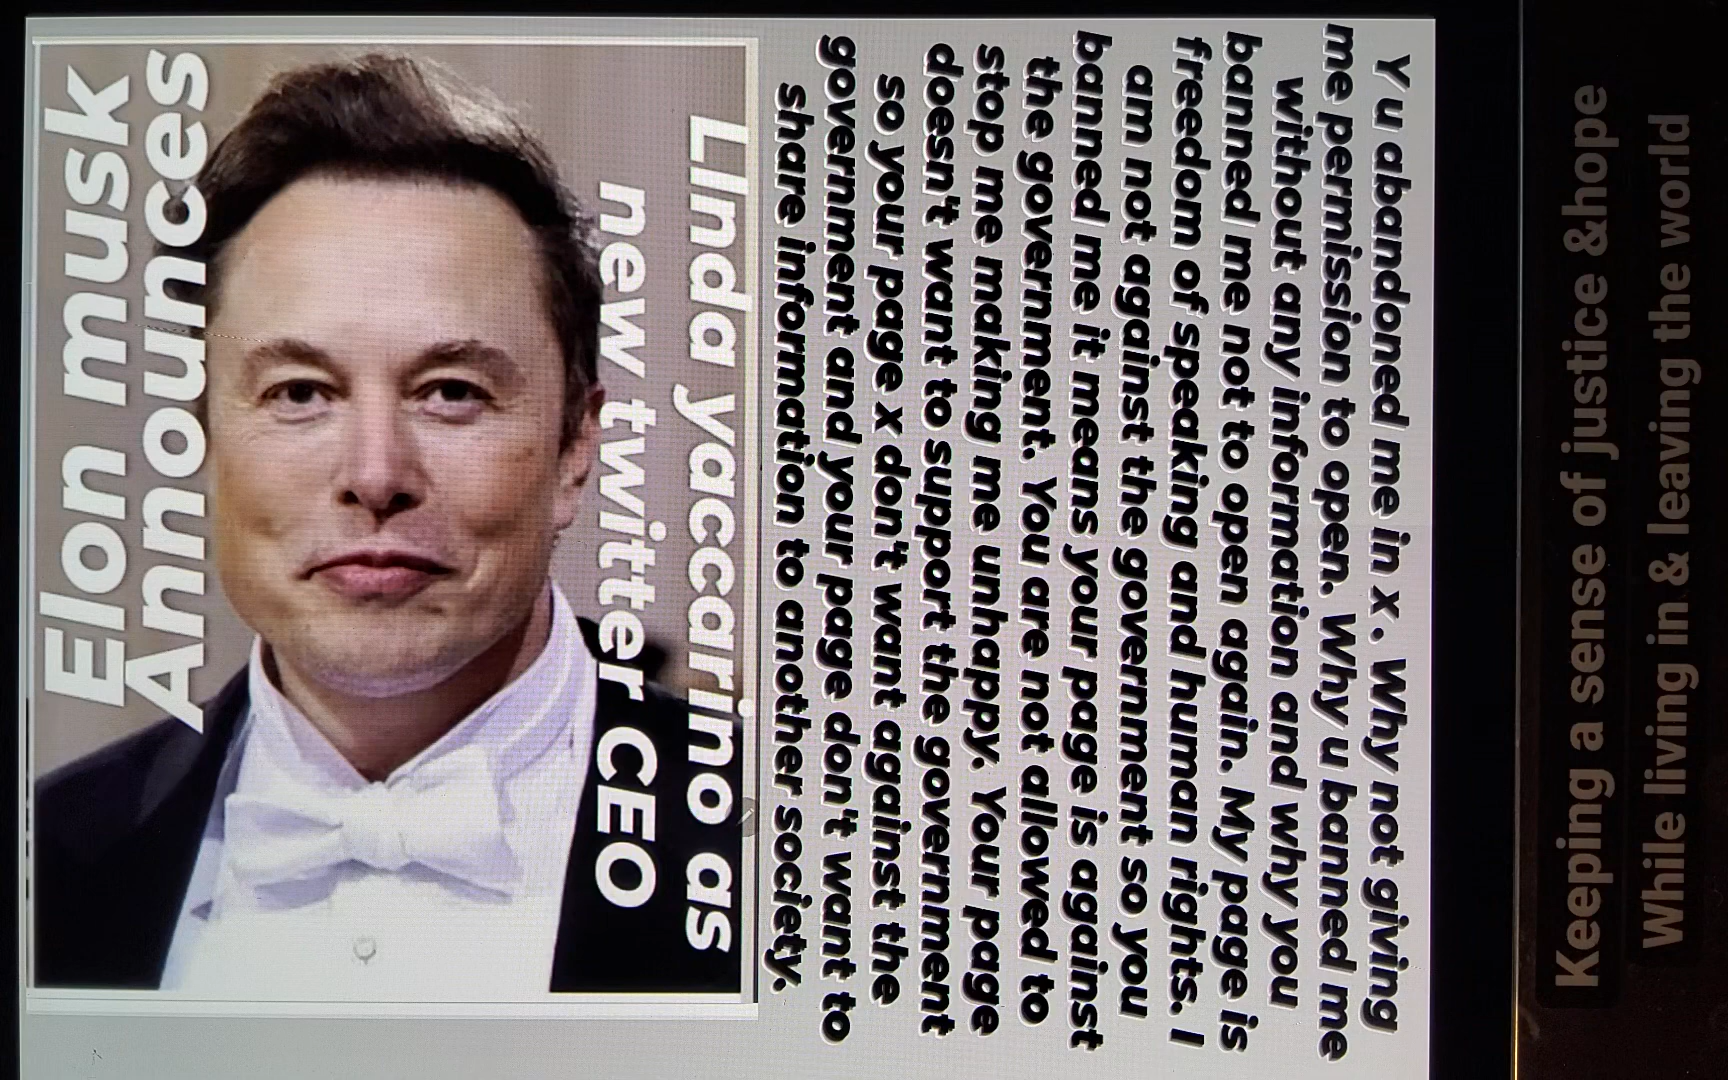 Elon musk
Announces
LInda yaccarino as
new twitter CEO
Y u abandoned me in x . Why not giving
me permission to open. Why u banned me
without any information and why you
banned me not to open again. My page is
freedom of speaking and human rights. I
am not against the government so you
banned me it means your page is against
the government. You are not allowed to
stop me making me unhappy. Your page
doesn't want to support the government
so your page x don't want against the
government and your page don't want to
share information to another society.
Keeping a sense of justice &hope
While living in & leaving the world